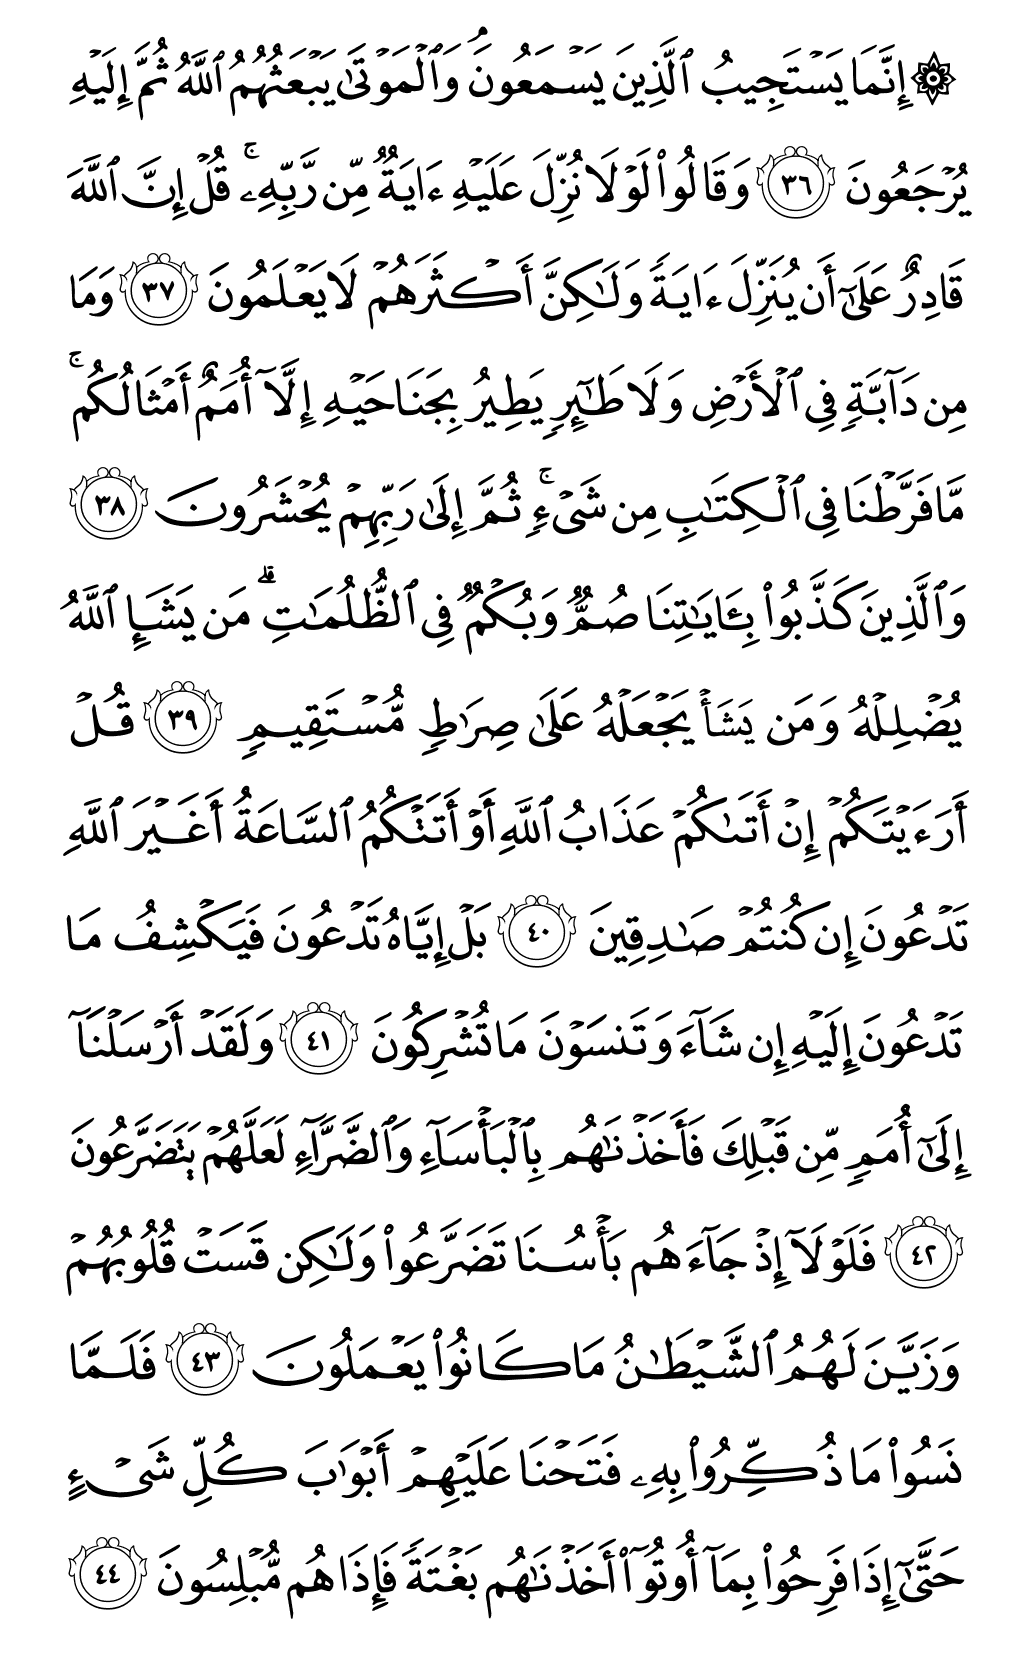 ۞ إِنَّمَا يَسْتَجِيبُ ٱلَّذِينَ يَسْمَعُونَۘ وَٱلْمَوْتَىٰ يَبْعَثُهُمُ ٱللَّهُ ثُمَّ إِلَيْهِ
يُرْجَعُونَ ٣٦ وَقَالُوا۟ لَوْلَا نُزِّلَ عَلَيْهِ ءَايَةٌ مِّن رَّبِّهِۦۚ قُلْ إِنَّ ٱللَّهَ
قَادِرٌ عَلَىٰٓ أَن يُنَزِّلَ ءَايَةً وَلَـٰكِنَّ أَكْثَرَهُمْ لَا يَعْلَمُونَ ٣٧ وَمَا
مِن دَآبَّةٍ فِى ٱلْأَرْضِ وَلَا طَـٰٓئِرٍ يَطِيرُ بِجَنَاحَيْهِ إِلَّآ أُمَمٌ أَمْثَالُكُمۚ
مَّا فَرَّطْنَا فِى ٱلْكِتَـٰبِ مِن شَىْءٍۚ ثُمَّ إِلَىٰ رَبِّهِمْ يُحْشَرُونَ ٣٨
وَٱلَّذِينَ كَذَّبُوا۟ بِـَٔايَـٰتِنَا صُمٌّ وَبُكْمٌ فِى ٱلظُّلُمَـٰتِۗ مَن يَشَإِ ٱللَّهُ
يُضْلِلْهُ وَمَن يَشَأْ يَجْعَلْهُ عَلَىٰ صِرَٰطٍ مُّسْتَقِيمٍ ٣٩ قُلْ
أَرَءَيْتَكُمْ إِنْ أَتَىٰكُمْ عَذَابُ ٱللَّهِ أَوْ أَتَتْكُمُ ٱلسَّاعَةُ أَغَيْرَ ٱللَّهِ
تَدْعُونَ إِن كُنتُمْ صَـٰدِقِينَ ٤٠ بَلْ إِيَّاهُ تَدْعُونَ فَيَكْشِفُ مَا
تَدْعُونَ إِلَيْهِ إِن شَآءَ وَتَنسَوْنَ مَا تُشْرِكُونَ ٤١ وَلَقَدْ أَرْسَلْنَآ
إِلَىٰٓ أُمَمٍ مِّن قَبْلِكَ فَأَخَذْنَـٰهُم بِٱلْبَأْسَآءِ وَٱلضَّرَّآءِ لَعَلَّهُمْ يَتَضَرَّعُونَ
٤٢ فَلَوْلَآ إِذْ جَآءَهُم بَأْسُنَا تَضَرَّعُوا۟ وَلَـٰكِن قَسَتْ قُلُوبُهُمْ
وَزَيَّنَ لَهُمُ ٱلشَّيْطَـٰنُ مَا كَانُوا۟ يَعْمَلُونَ ٤٣ فَلَمَّا
نَسُوا۟ مَا ذُكِّرُوا۟ بِهِۦ فَتَحْنَا عَلَيْهِمْ أَبْوَٰبَ كُلِّ شَىْءٍ
حَتَّىٰٓ إِذَا فَرِحُوا۟ بِمَآ أُوتُوٓا۟ أَخَذْنَـٰهُم بَغْتَةً فَإِذَا هُم مُّبْلِسُونَ ٤٤